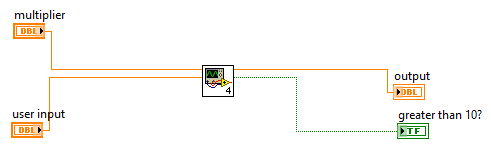 multiplier
DBL
4
output
DBL
user input
DBL
greater than 10?
TF